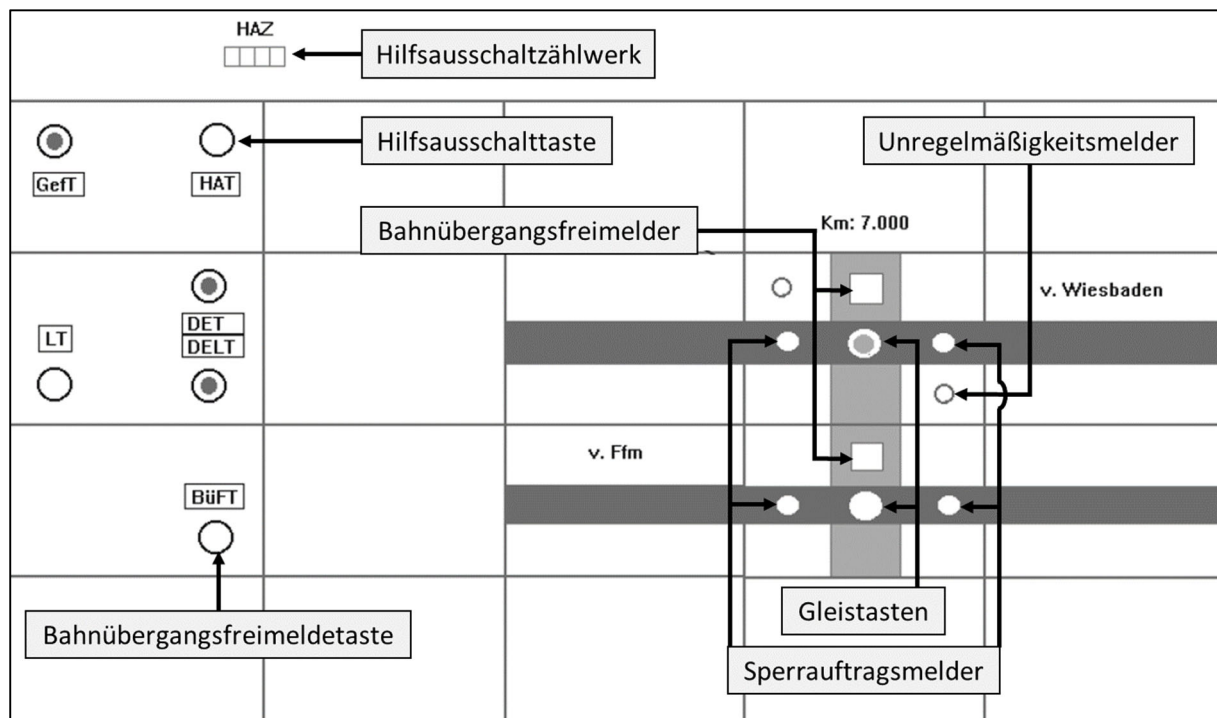 HAZ
Hilfsausschaltzählwerk
Hilfsausschalttaste
Unregelmäßigkeitsmelder
GefT
HAT
Bahnübergangsfreimelder
Km: 7.000
v. Wiesbaden
LT
DET
DELT
v. Ffm
BüFT
Gleistasten
Bahnübergangsfreimeldetaste
Sperrauftragsmelder